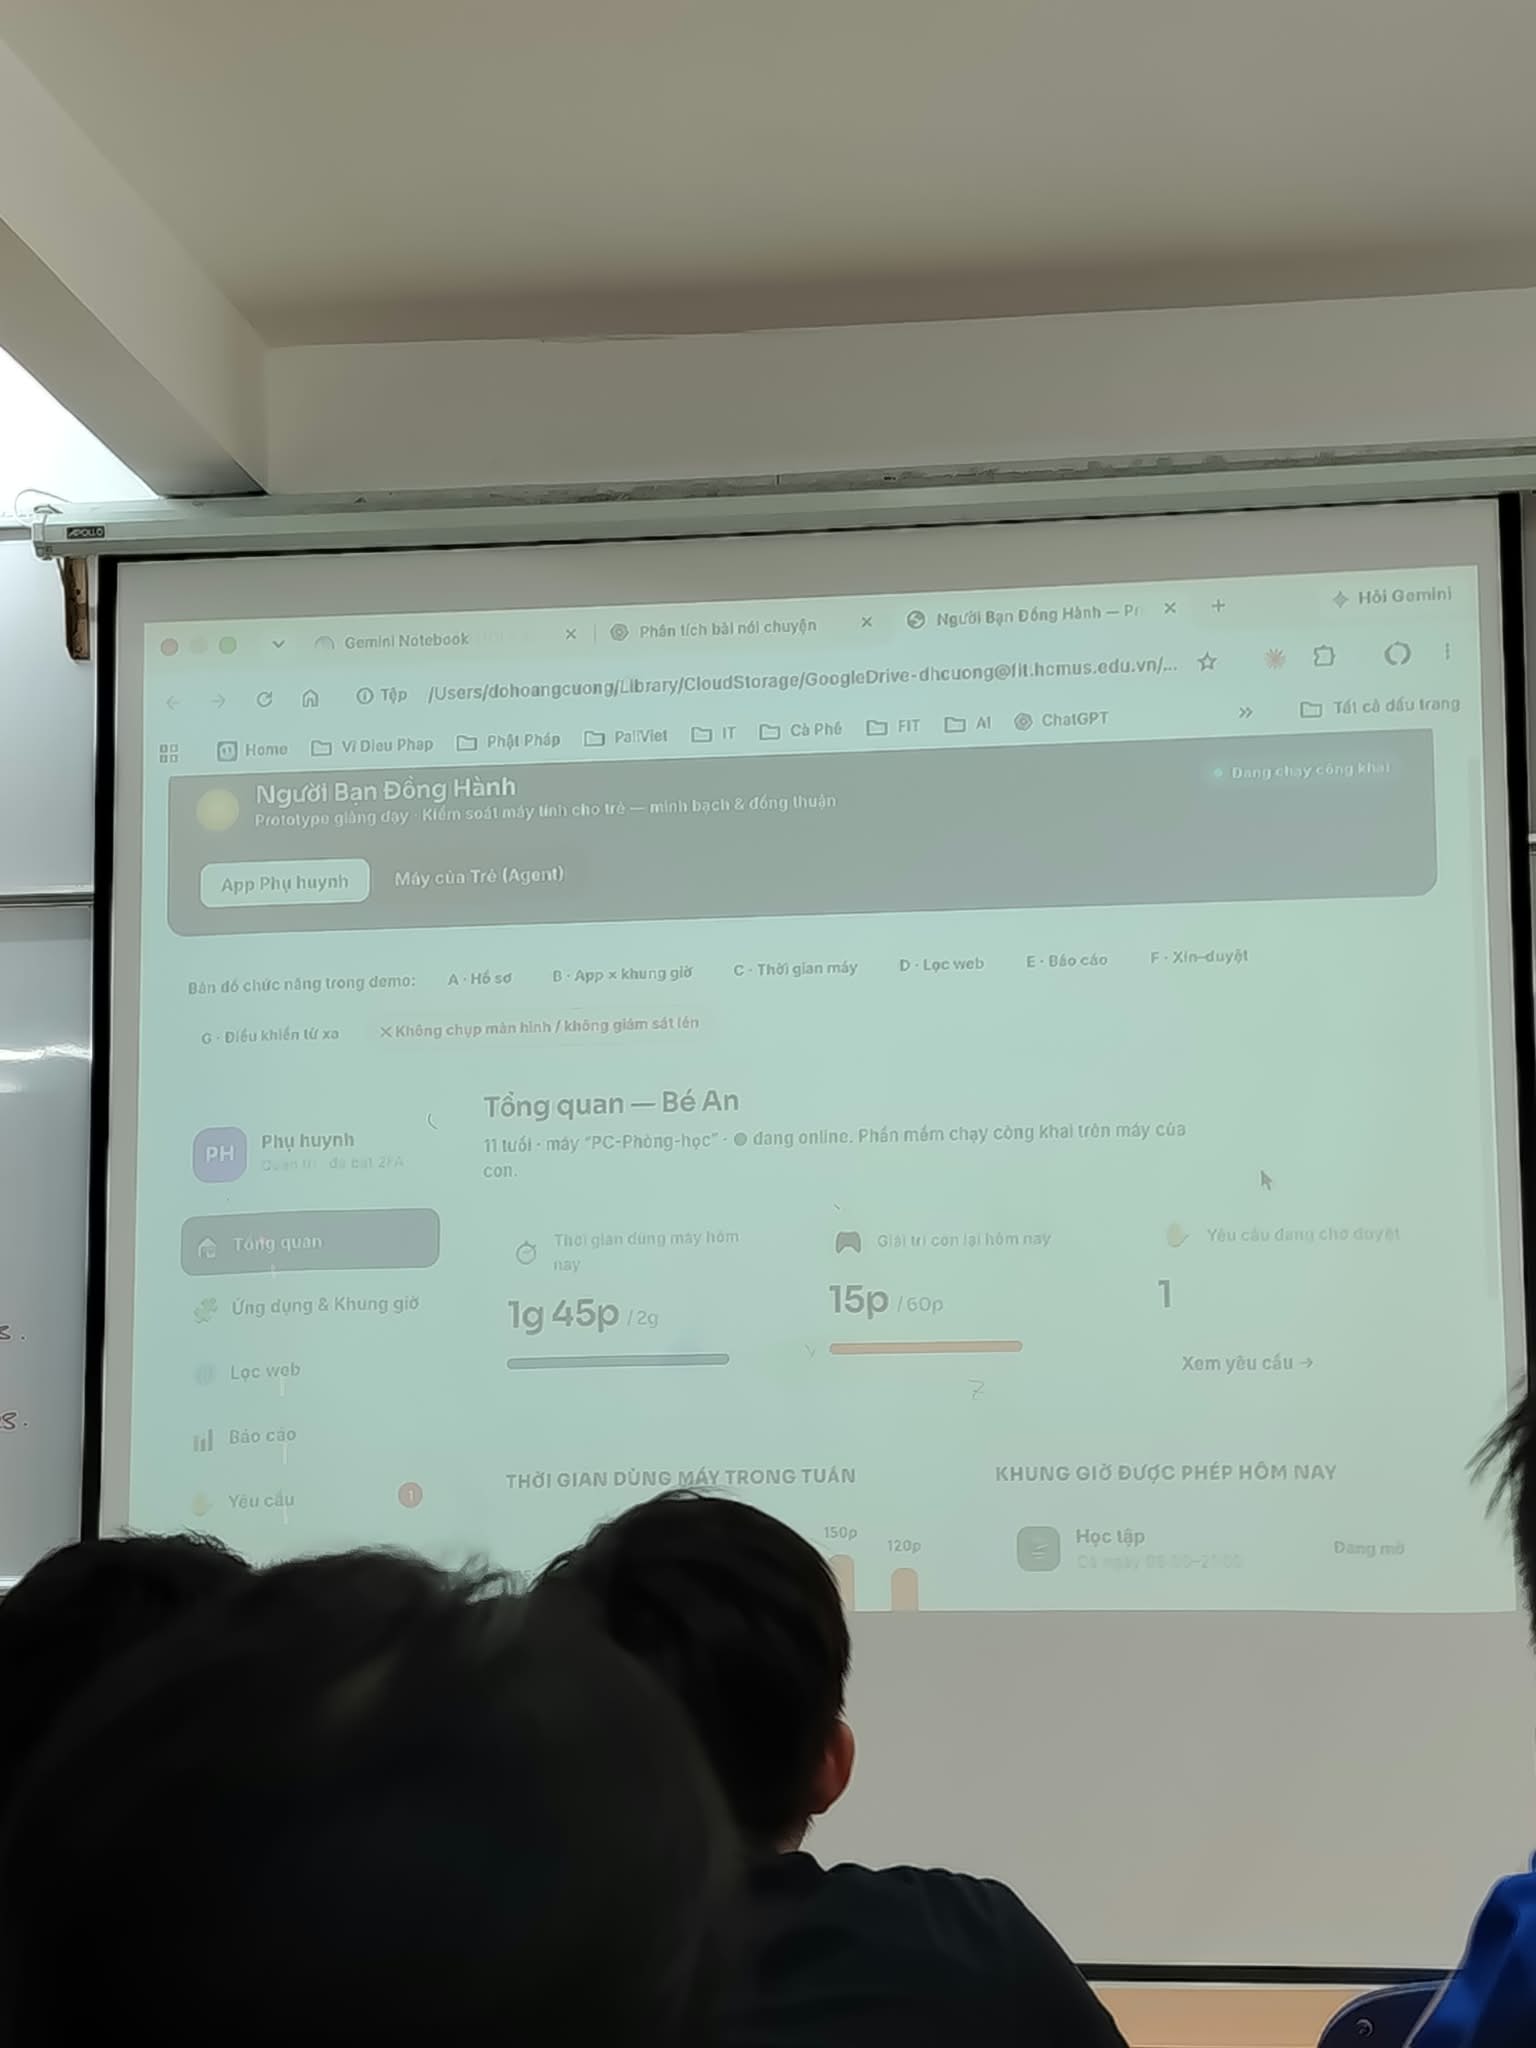 APOLLO
Gemini Notebook
Phân tích bài nói chuyện
Người Bạn Đồng Hành — Pr
Hỏi Gemini
Tệp /Users/dohoangcuong/Library/CloudStorage/GoogleDrive-dhcuong@fit.hcmus.edu.vn/...
Home Vi Dieu Phap Phật Pháp PaliViet IT Cà Phê FIT AI ChatGPT » Tất cả dấu trang
Người Bạn Đồng Hành
Prototype giảng dạy · Kiểm soát máy tính cho trẻ — minh bạch & đồng thuận
Đang chạy công khai
App Phụ huynh Máy của Trẻ (Agent)
Bản đồ chức năng trong demo: A · Hồ sơ B · App × khung giờ C · Thời gian máy D · Lọc web E · Báo cáo F · Xin–duyệt
G · Điều khiển từ xa ✕ Không chụp màn hình / không giám sát lén
PH
Phụ huynh
Quản trị · đã bật 2FA
Tổng quan
Ứng dụng & Khung giờ
Lọc web
Báo cáo
Yêu cầu 1
Tổng quan — Bé An
11 tuổi · máy "PC-Phòng-học" · đang online. Phần mềm chạy công khai trên máy của
con.
Thời gian dùng máy hôm
nay
1g 45p / 2g
Giải trí còn lại hôm nay
15p / 60p
Yêu cầu đang chờ duyệt
1
Xem yêu cầu →
THỜI GIAN DÙNG MÁY TRONG TUẦN
150p
120p
KHUNG GIỜ ĐƯỢC PHÉP HÔM NAY
Học tập
Cả ngày
Đang mở